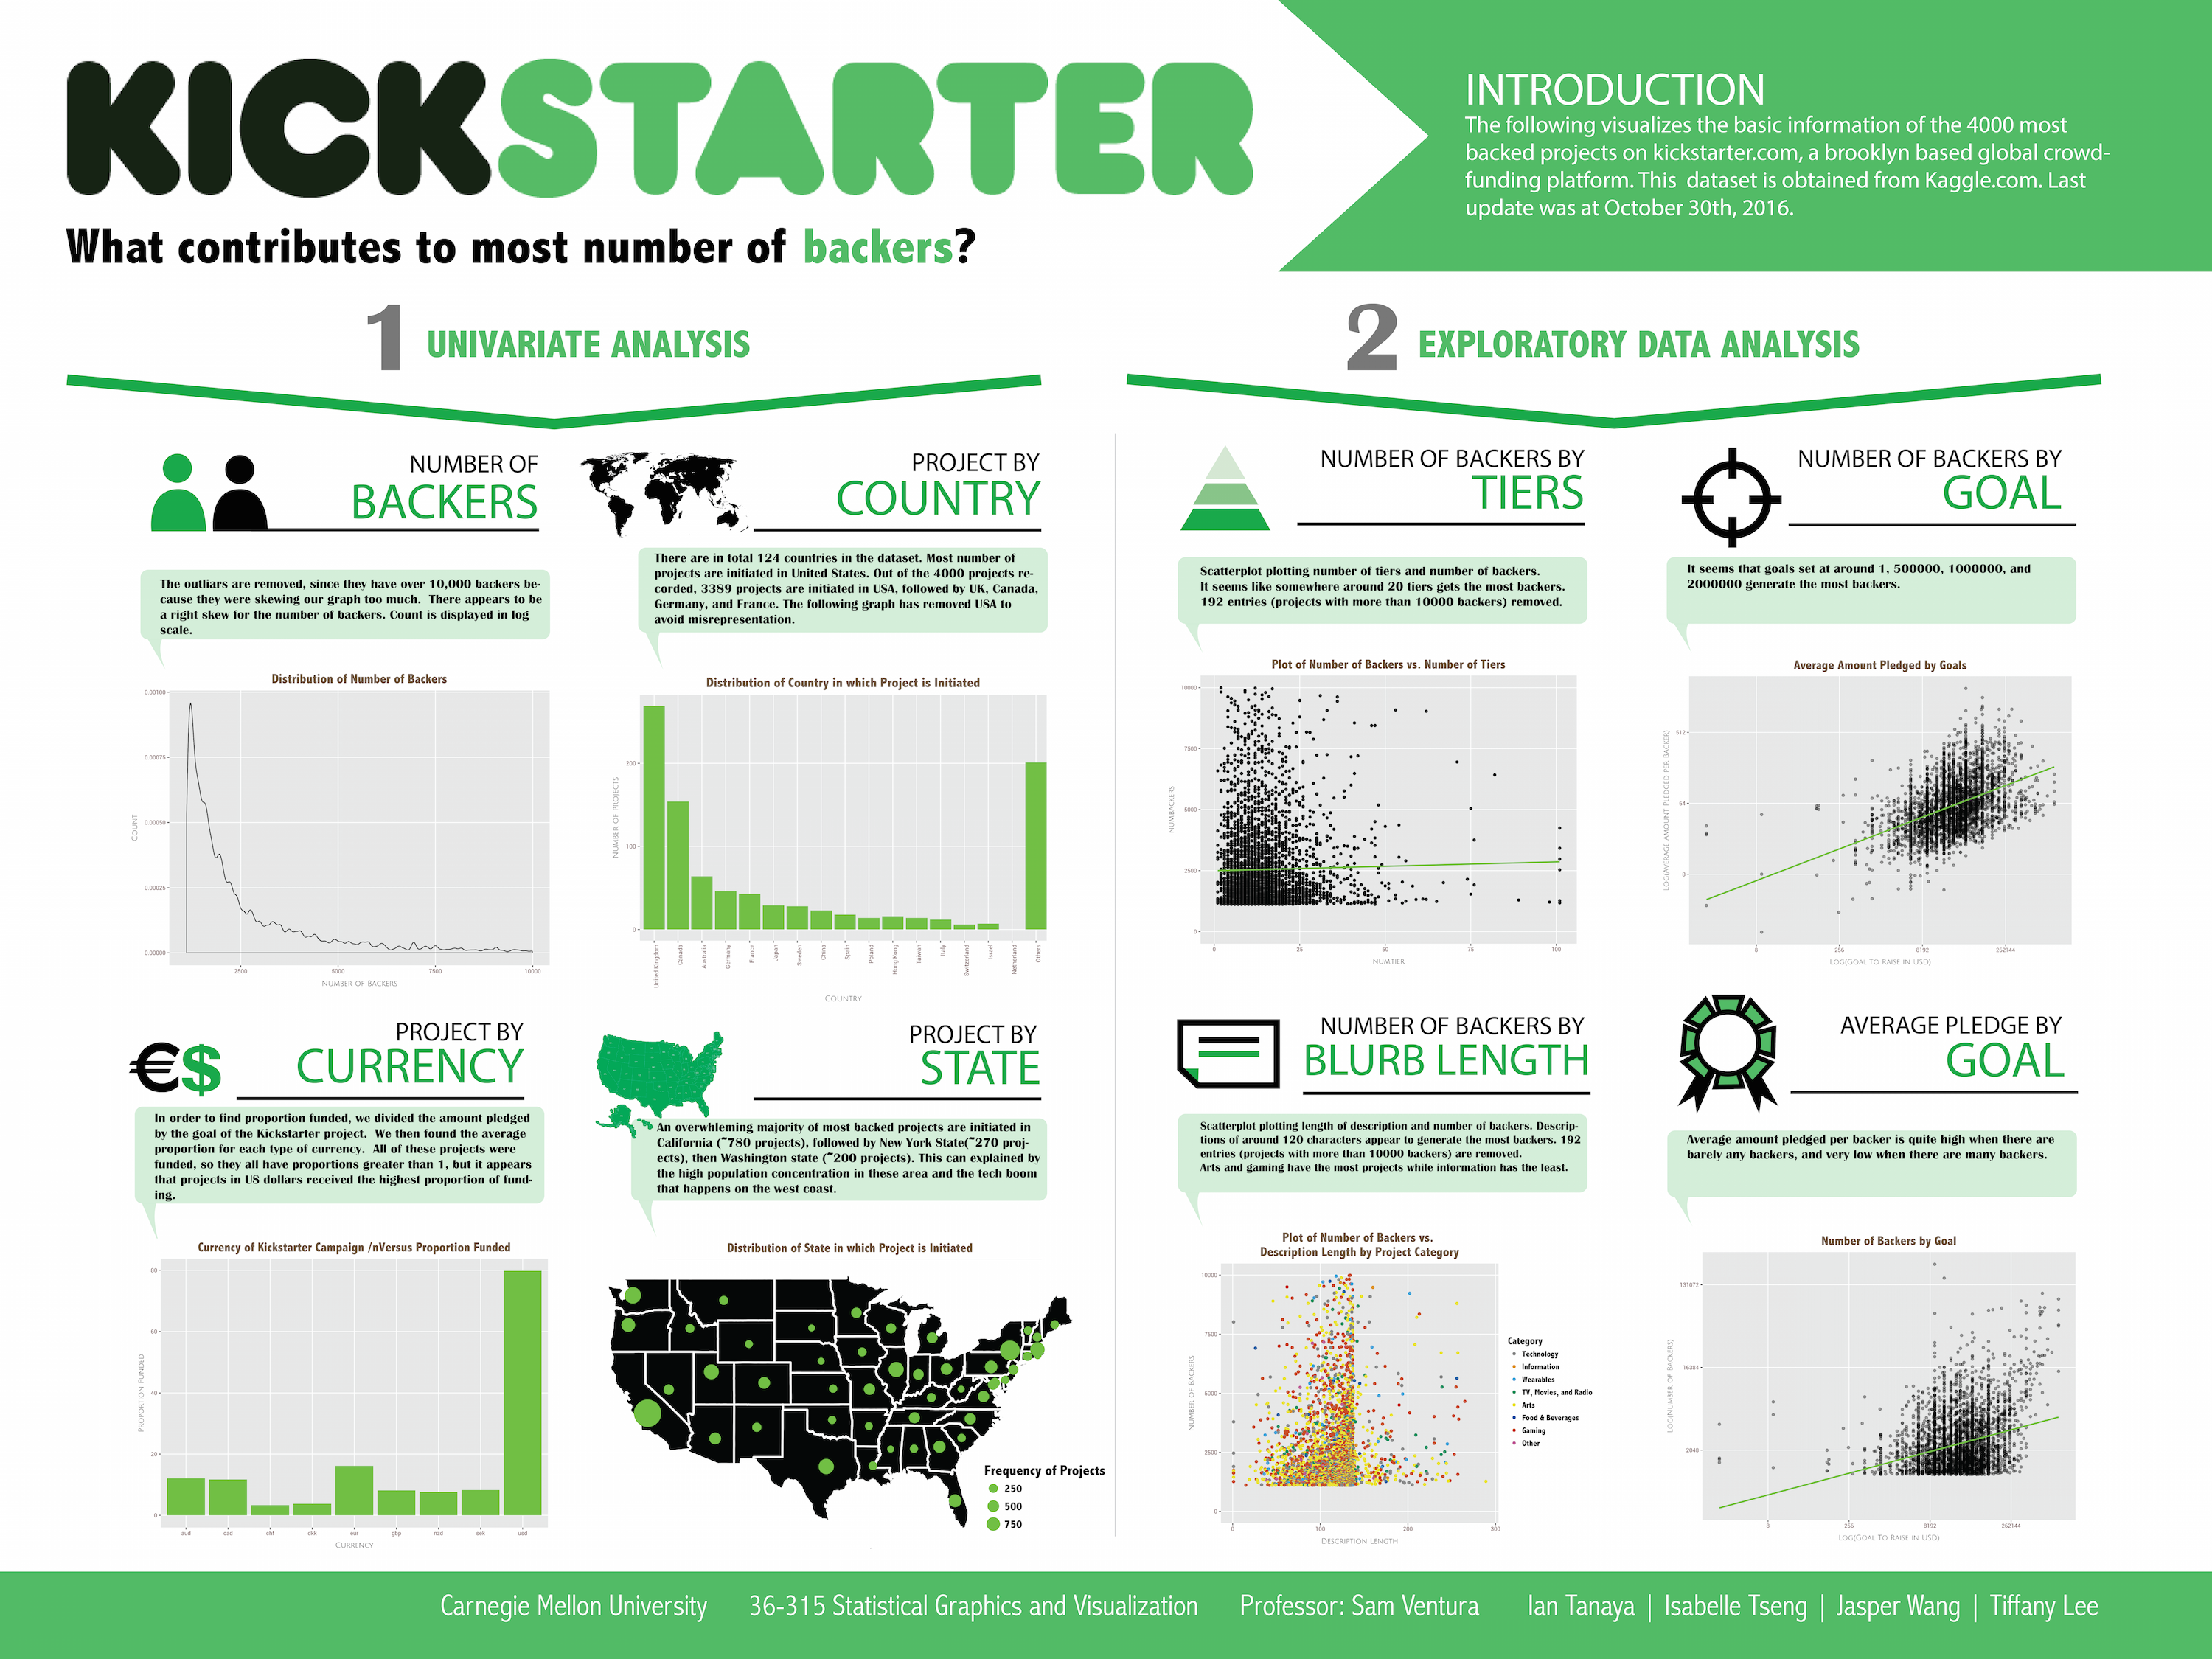 KICKSTARTER
What contributes to most number of backers?
INTRODUCTION
The following visualizes the basic information of the 4000 most
backed projects on kickstarter.com, a brooklyn based global crowd-
funding platform. This dataset is obtained from Kaggle.com. Last
update was at October 30th, 2016.
1 UNIVARIATE ANALYSIS
NUMBER OF
BACKERS
The outliars are removed, since they have over 10,000 backers be-
cause they were skewing our graph too much. There appears to be
a right skew for the number of backers. Count is displayed in log
scale.
Distribution of Number of Backers
COUNT
0.00100
0.00075
0.00050
0.00025
0.00000
2500 5000 7500 10000
NUMBER OF BACKERS
PROJECT BY
COUNTRY
There are in total 124 countries in the dataset. Most number of
projects are initiated in United States. Out of the 4000 projects re-
corded, 3389 projects are initiated in USA, followed by UK, Canada,
Germany, and France. The following graph has removed USA to
avoid misrepresentation.
Distribution of Country in which Project is Initiated
NUMBER OF PROJECTS
200
100
0
United Kingdom Canada Australia Germany France Japan Sweden China Spain Poland Hong Kong Taiwan Italy Switzerland Israel Netherland Others
COUNTRY
PROJECT BY
CURRENCY
€$
In order to find proportion funded, we divided the amount pledged
by the goal of the Kickstarter project. We then found the average
proportion for each type of currency. All of these projects were
funded, so they all have proportions greater than 1, but it appears
that projects in US dollars received the highest proportion of fund-
ing.
Currency of Kickstarter Campaign /nVersus Proportion Funded
PROPORTION FUNDED
80
60
40
20
0
aud cad chf dkk eur gbp nzd sek usd
CURRENCY
PROJECT BY
STATE
An overwhleming majority of most backed projects are initiated in
California (~780 projects), followed by New York State(~270 proj-
ects), then Washington state (~200 projects). This can explained by
the high population concentration in these area and the tech boom
that happens on the west coast.
Distribution of State in which Project is Initiated
Frequency of Projects
250
500
750
2 EXPLORATORY DATA ANALYSIS
NUMBER OF BACKERS BY
TIERS
Scatterplot plotting number of tiers and number of backers.
It seems like somewhere around 20 tiers gets the most backers.
192 entries (projects with more than 10000 backers) removed.
Plot of Number of Backers vs. Number of Tiers
NUMBACKERS
10000
7500
5000
2500
0
0 25 50 75 100
NUMTIER
NUMBER OF BACKERS BY
GOAL
It seems that goals set at around 1, 500000, 1000000, and
2000000 generate the most backers.
Average Amount Pledged by Goals
LOG(AVERAGE AMOUNT PLEDGED PER BACKER)
512
64
8
8 256 8192 262144
LOG(GOAL TO RAISE IN USD)
NUMBER OF BACKERS BY
BLURB LENGTH
Scatterplot plotting length of description and number of backers. Descrip-
tions of around 120 characters appear to generate the most backers. 192
entries (projects with more than 10000 backers) are removed.
Arts and gaming have the most projects while information has the least.
Plot of Number of Backers vs.
Description Length by Project Category
NUMBER OF BACKERS
10000
7500
5000
2500
0
0 100 200 300
DESCRIPTION LENGTH
Category
Technology
Information
Wearables
TV, Movies, and Radio
Arts
Food & Beverages
Gaming
Other
AVERAGE PLEDGE BY
GOAL
Average amount pledged per backer is quite high when there are
barely any backers, and very low when there are many backers.
Number of Backers by Goal
LOG(NUMBER OF BACKERS)
131072
16384
2048
8 256 8192 262144
LOG(GOAL TO RAISE IN USD)
Carnegie Mellon University 36-315 Statistical Graphics and Visualization Professor: Sam Ventura Ian Tanaya | Isabelle Tseng | Jasper Wang | Tiffany Lee